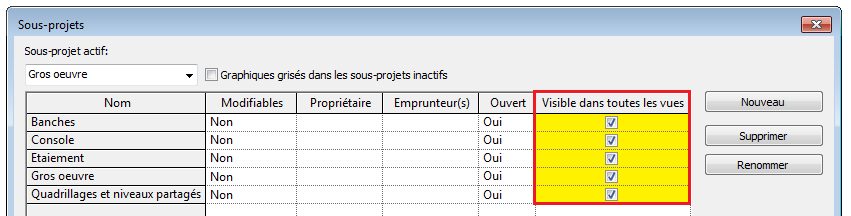 Sous-projets
Sous-projet actif:
Gros oeuvre
Graphiques grisés dans les sous-projets inactifs
Nom Modifiables Propriétaire Emprunteur(s) Ouvert Visible dans toutes les vues
Banches Non Oui
Console Non Oui
Etaiement Non Oui
Gros oeuvre Non Oui
Quadrillages et niveaux partagés Non Oui
Nouveau
Supprimer
Renommer